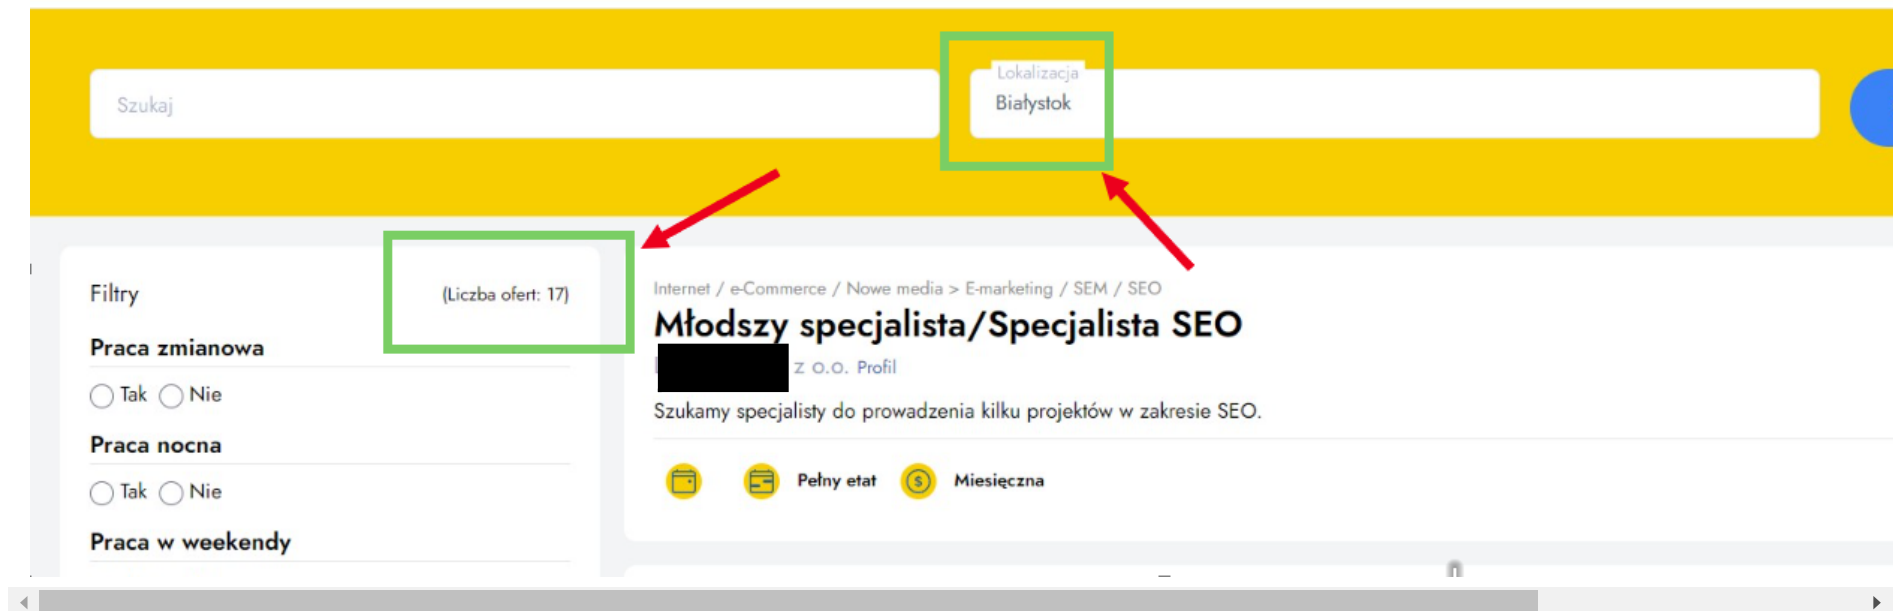 Szukaj
Lokalizacja
Białystok
Filtry
(Liczba ofert: 17)
Praca zmianowa
Tak
Nie
Praca nocna
Tak
Nie
Praca w weekendy
Internet / e-Commerce / Nowe media > E-marketing / SEM / SEO
Młodszy specjalista/Specjalista SEO
z o.o. Profil
Szukamy specjalisty do prowadzenia kilku projektów w zakresie SEO.
Pełny etat
Miesięczna